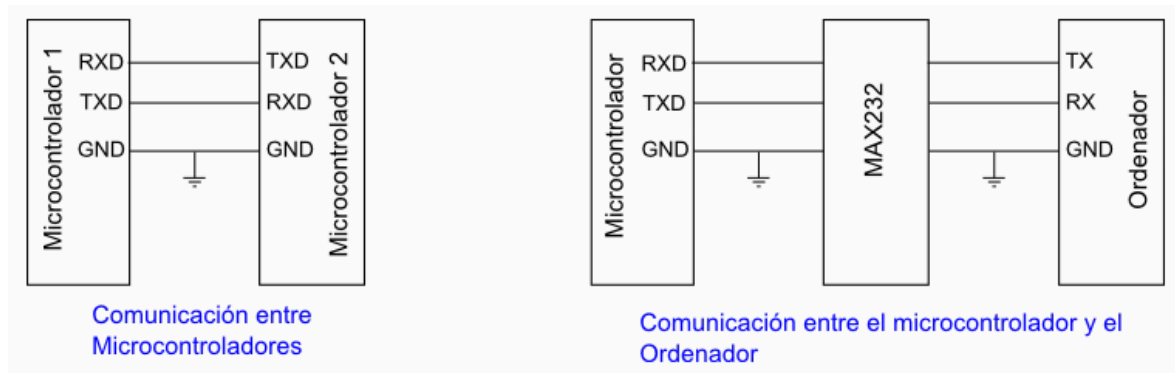 Microcontrolador 1
RXD
TXD
GND
TXD
RXD
GND
Microcontrolador 2
Comunicación entre
Microcontroladores
Microcontrolador
RXD
TXD
GND
MAX232
TX
RX
GND
Ordenador
Comunicación entre el microcontrolador y el
Ordenador